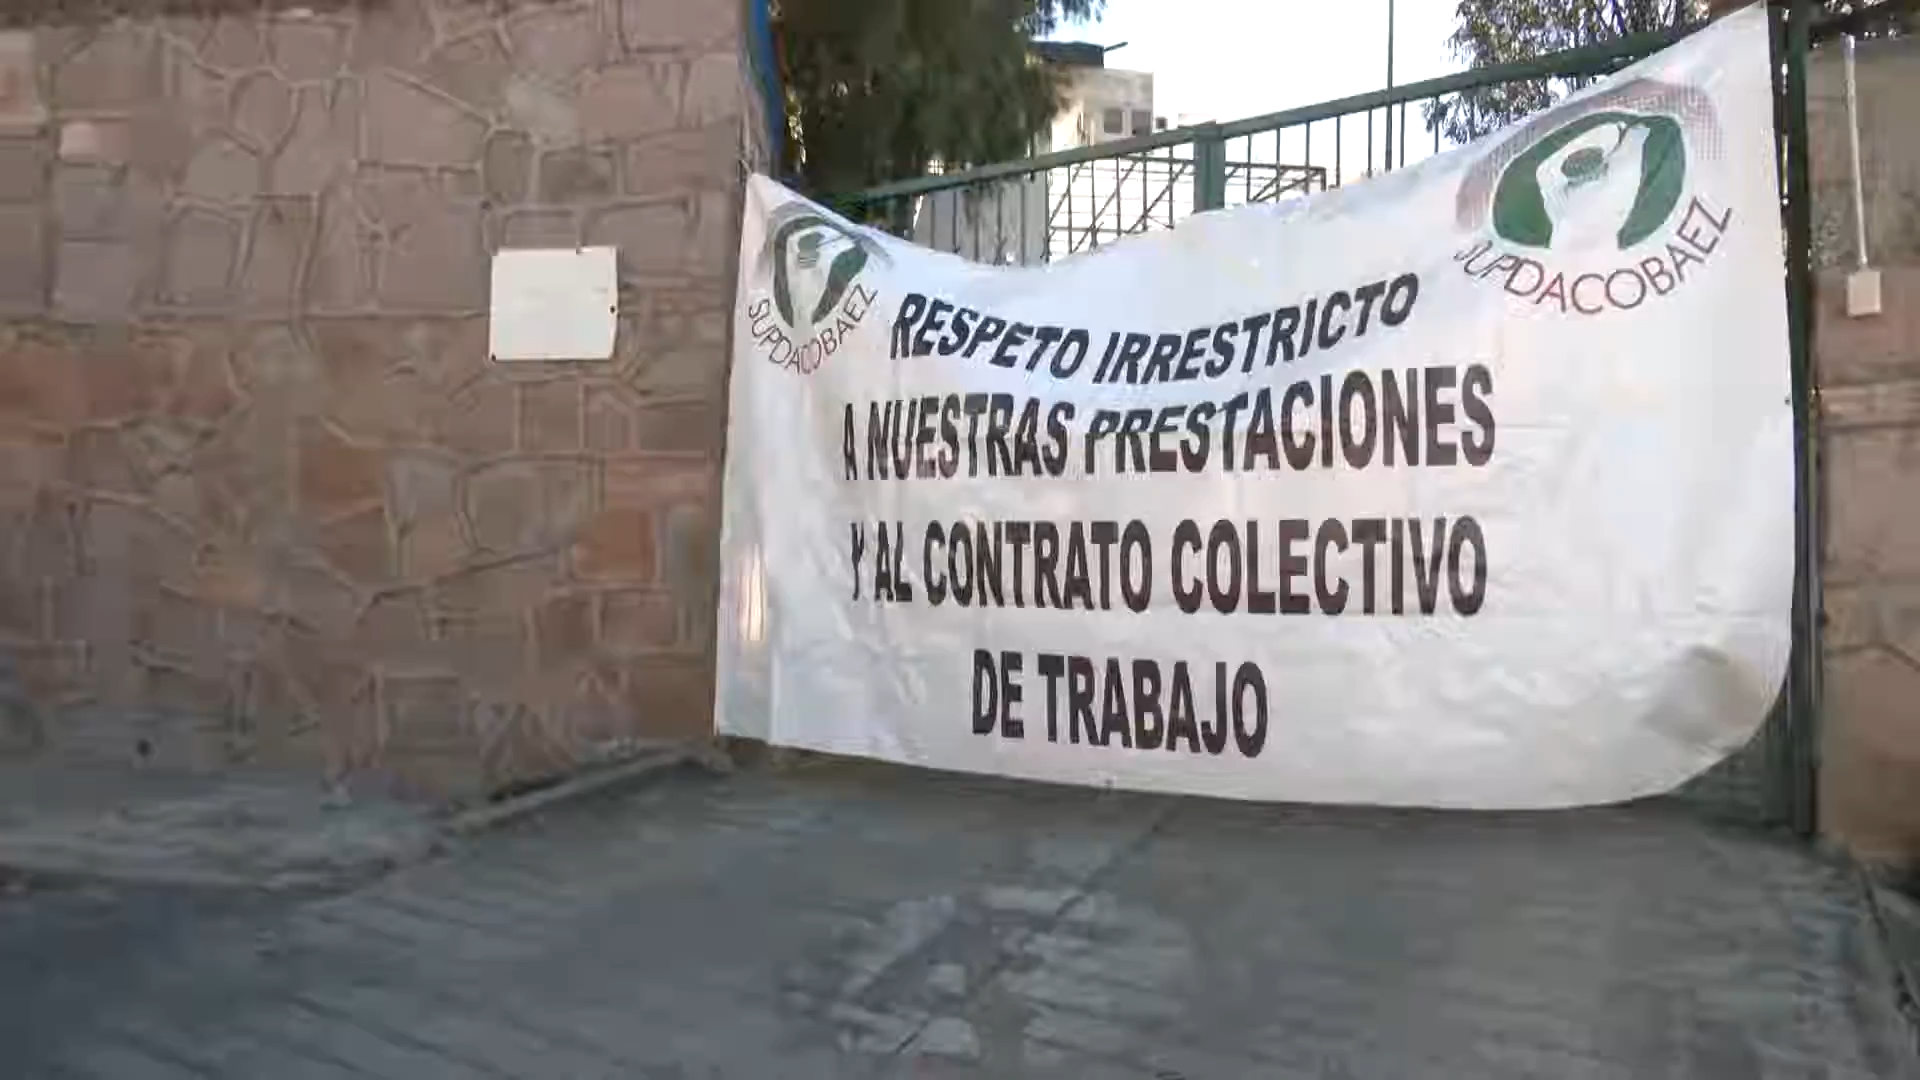 SUPDACOBAEZ
SUPDACOBAEZ
RESPETO IRRESTRICTO
A NUESTRAS PRESTACIONES
Y AL CONTRATO COLECTIVO
DE TRABAJO